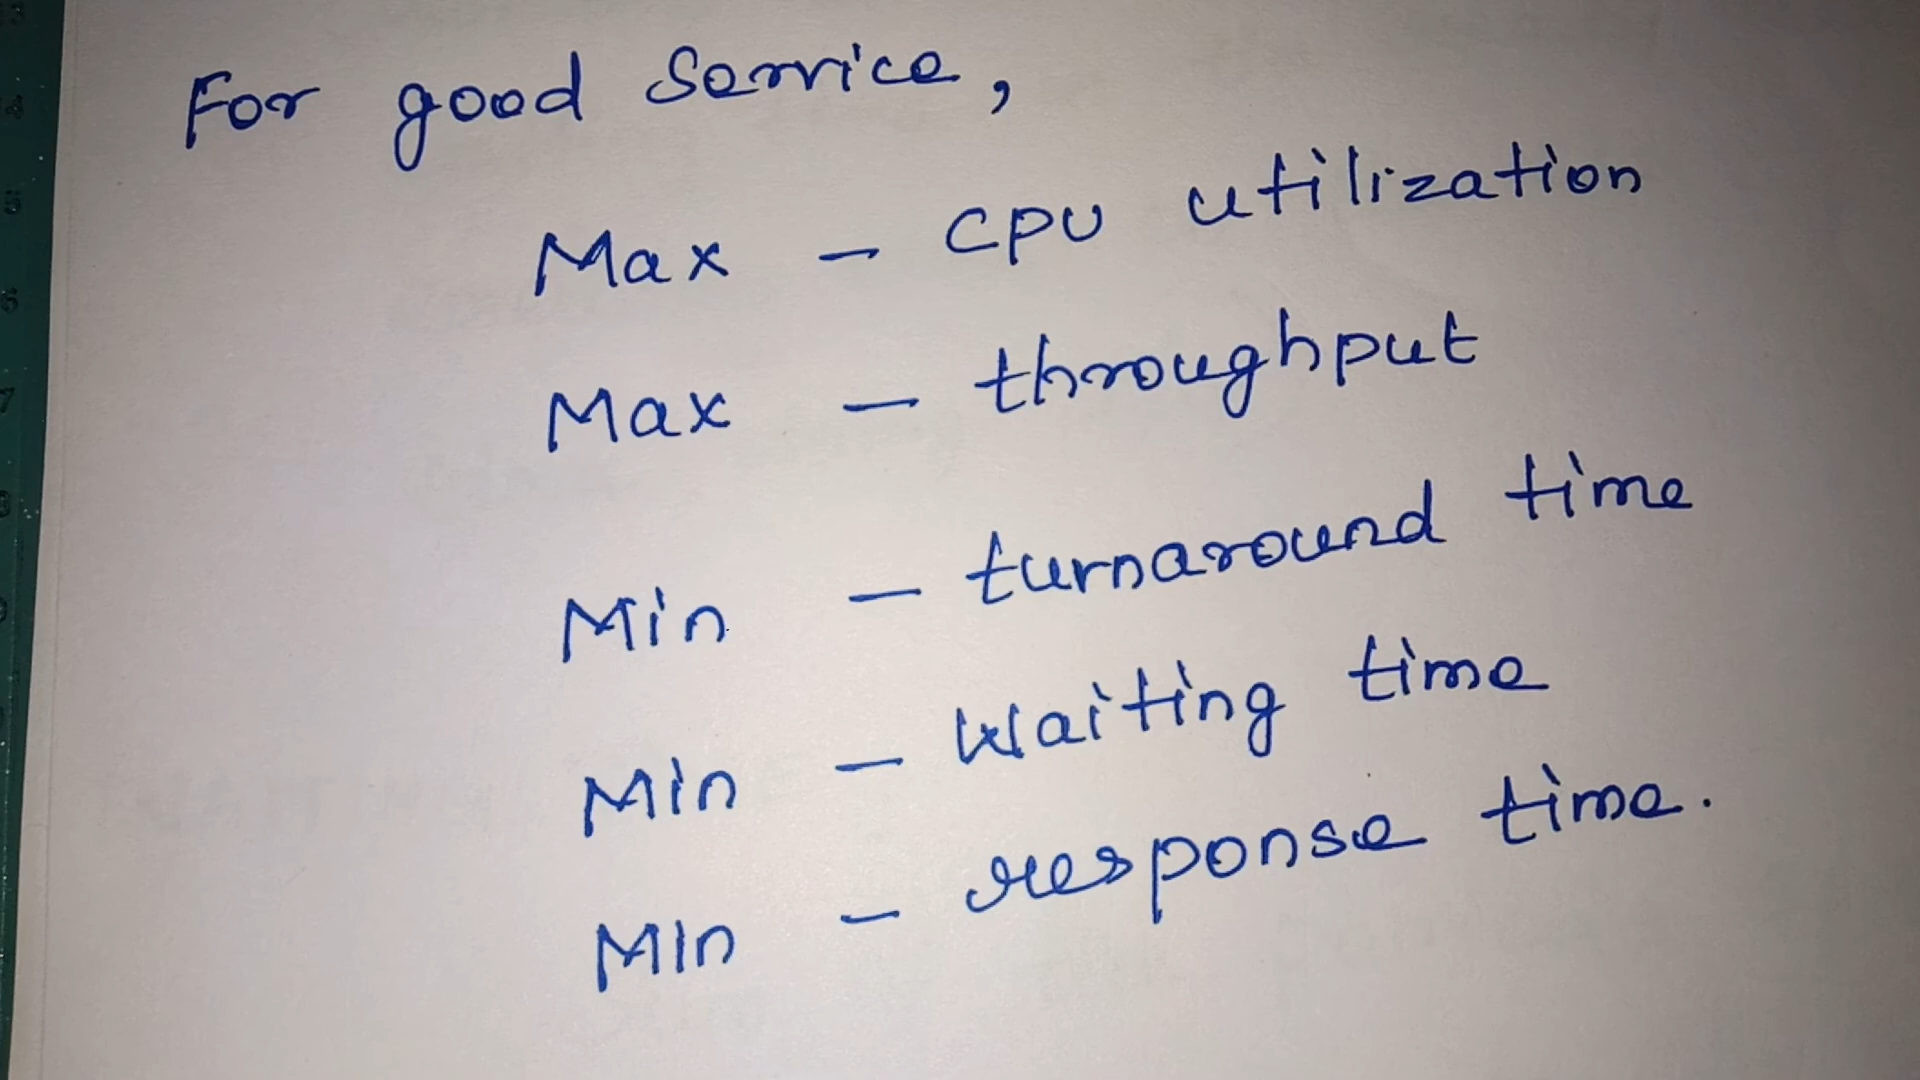 For good Service,
Max - CPU utilization
Max - throughput
Min - turnaround time
Min - Waiting time
MIn - response time.